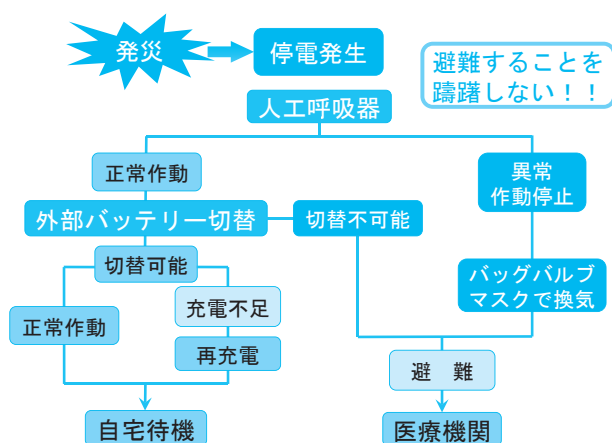 発災
停電発生
避難することを
躊躇しない！！
人工呼吸器
正常作動
異常
作動停止
外部バッテリー切替
切替不可能
切替可能
バッグバルブ
マスクで換気
充電不足
正常作動
再充電
避　難
自宅待機
医療機関